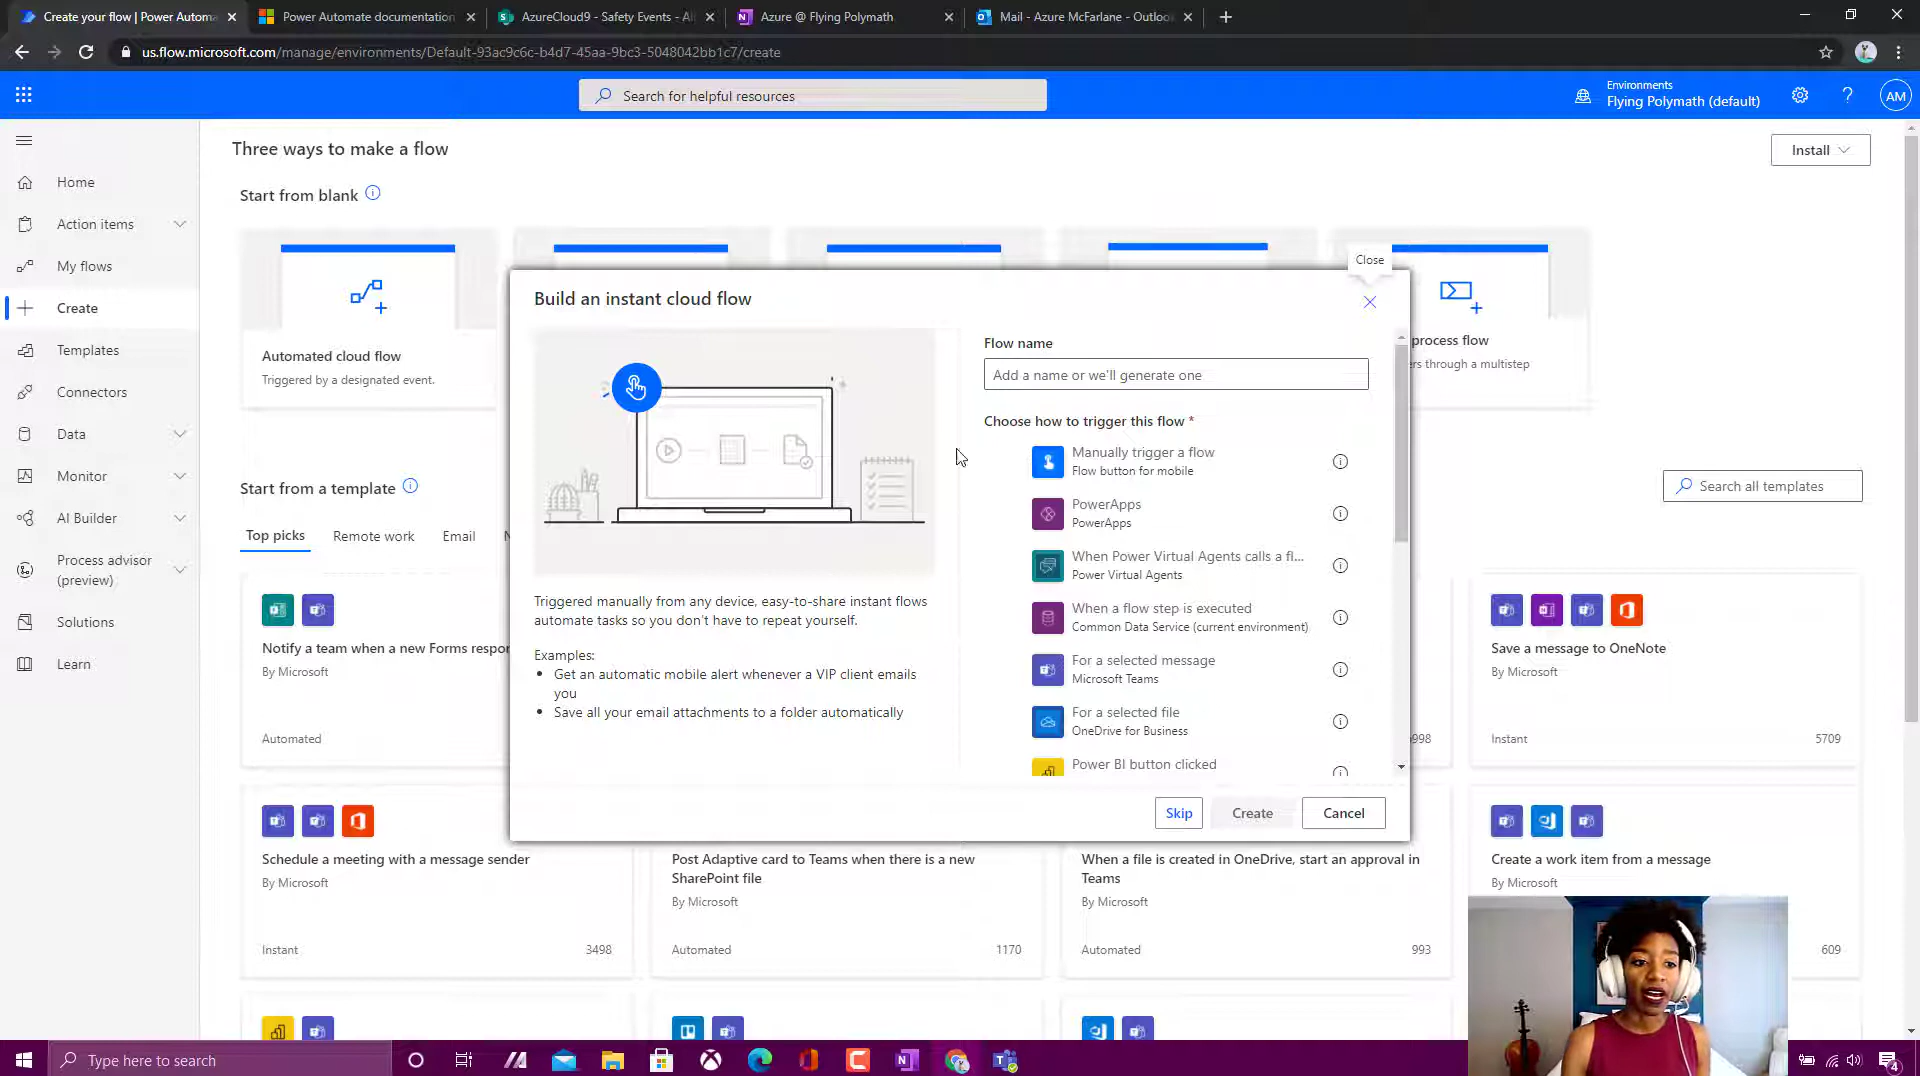 Create your flow | Power Automa
Power Automate documentation
AzureCloud9 - Safety Events - Al
Azure @ Flying Polymath
Mail - Azure McFarlane - Outloo
us.flow.microsoft.com/manage/environments/Default-93ac9c6c-b4d7-45aa-9bc3-5048042bb1c7/create
Search for helpful resources
Environments
Flying Polymath (default)
AM
Three ways to make a flow
Install
Home
Start from blank
Action items
My flows
Create
Templates
Connectors
Data
Monitor
AI Builder
Process advisor
(preview)
Solutions
Learn
Automated cloud flow
Triggered by a designated event.
process flow
ers through a multistep
Close
Build an instant cloud flow
Triggered manually from any device, easy-to-share instant flows
automate tasks so you don't have to repeat yourself.
Examples:
• Get an automatic mobile alert whenever a VIP client emails
you
• Save all your email attachments to a folder automatically
Flow name
Add a name or we'll generate one
Choose how to trigger this flow *
Manually trigger a flow
Flow button for mobile
PowerApps
PowerApps
When Power Virtual Agents calls a fl...
Power Virtual Agents
When a flow step is executed
Common Data Service (current environment)
For a selected message
Microsoft Teams
For a selected file
OneDrive for Business
Power BI button clicked
Skip
Create
Cancel
Start from a template
Search all templates
Top picks
Remote work
Email
N
Notify a team when a new Forms respon
By Microsoft
Automated
998
Save a message to OneNote
By Microsoft
Instant
5709
Schedule a meeting with a message sender
By Microsoft
Instant
3498
Post Adaptive card to Teams when there is a new
SharePoint file
By Microsoft
Automated
1170
When a file is created in OneDrive, start an approval in
Teams
By Microsoft
Automated
993
Create a work item from a message
By Microsoft
609
Type here to search
4